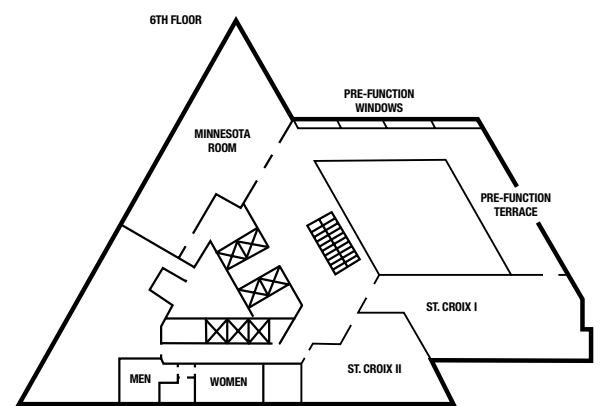 6TH FLOOR
PRE-FUNCTION
WINDOWS
MINNESOTA
ROOM
PRE-FUNCTION
TERRACE
ST. CROIX I
ST. CROIX II
MEN
WOMEN